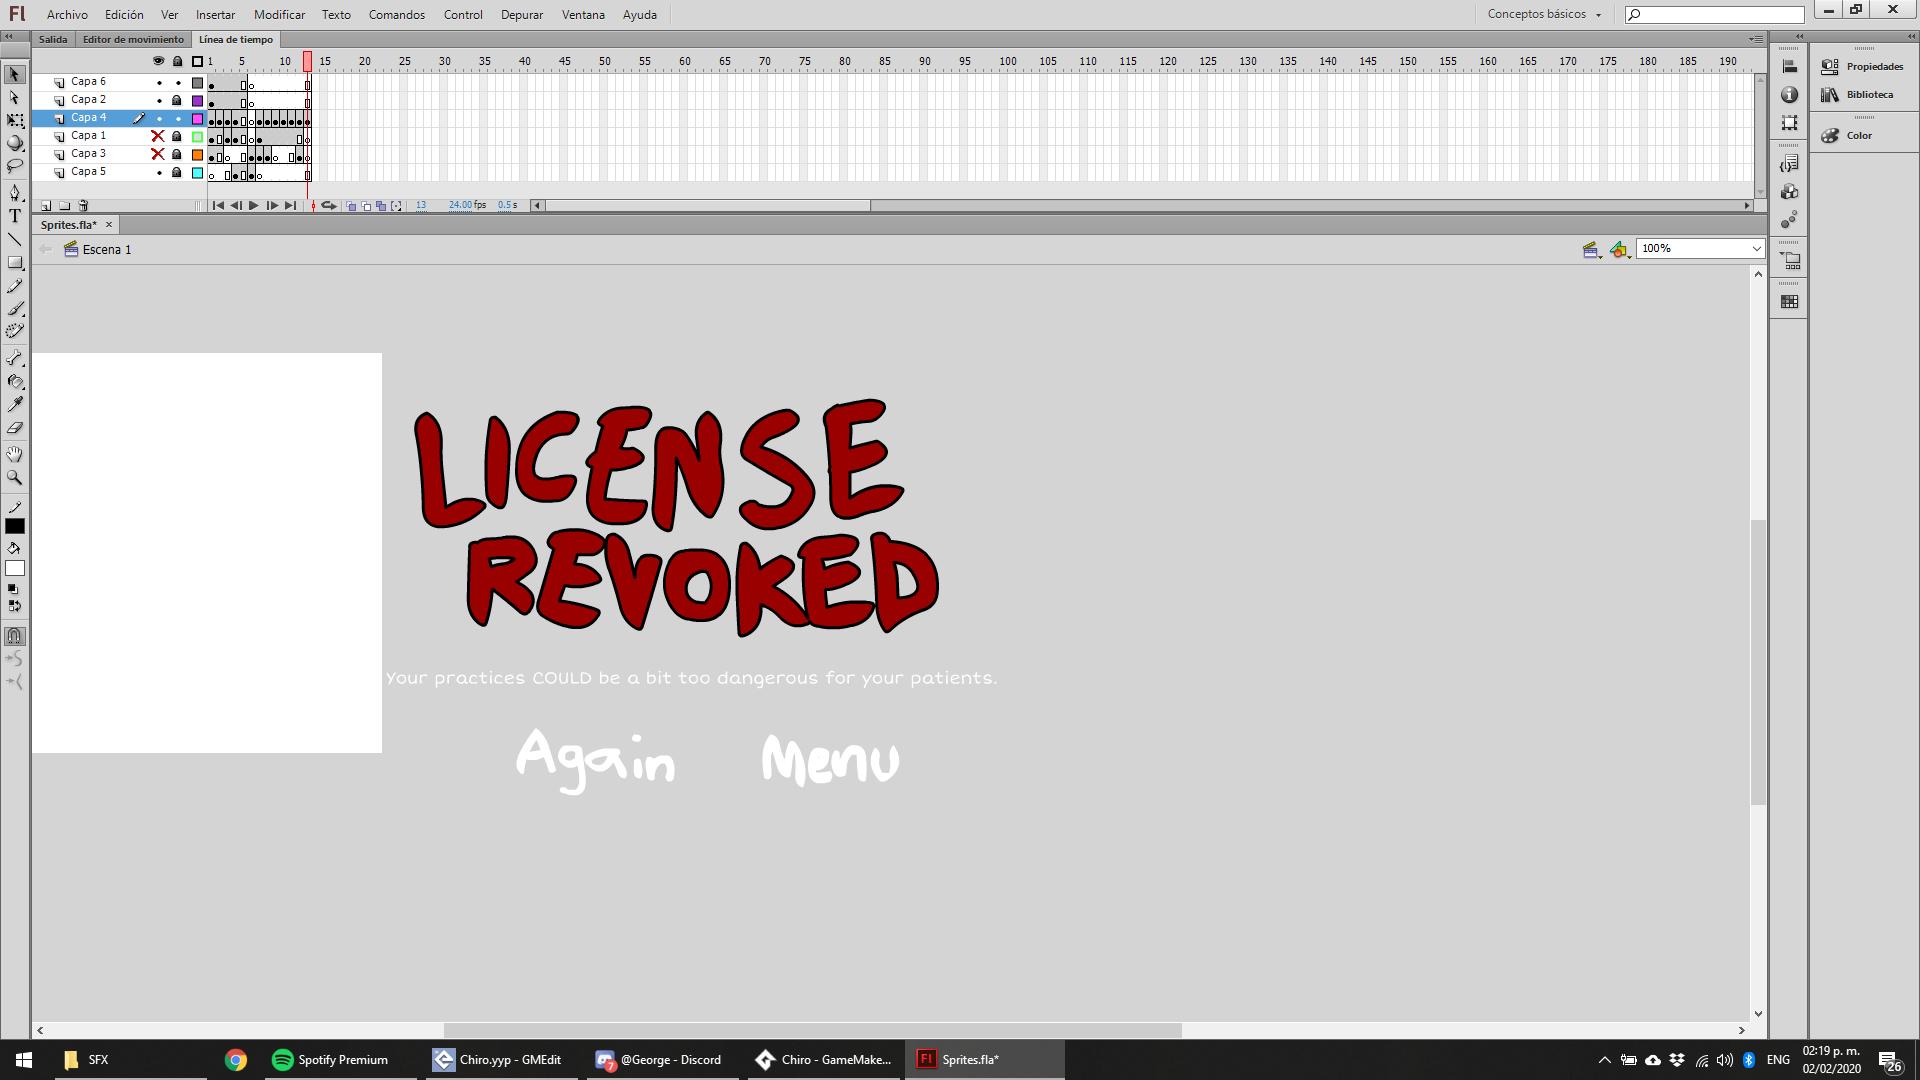 Fl Archivo Edición Ver Insertar Modificar Texto Comandos Control Depurar Ventana Ayuda Conceptos básicos
Salida Editor de movimiento Línea de tiempo
1 5 10 15 20 25 30 35 40 45 50 55 60 65 70 75 80 85 90 95 100 105 110 115 120 125 130 135 140 145 150 155 160 165 170 175 180 185 190
Capa 6
Capa 2
Capa 4
Capa 1
Capa 3
Capa 5
13 24.00 fps 0.5 s
Sprites.fla*
Escena 1
100%
Propiedades
Biblioteca
Color
T
LICENSE
REVOKED
Your practices COULD be a bit too dangerous for your patients.
Again Menu
SFX Spotify Premium Chiro.yyp - GMEdit 7 @George - Discord Chiro - GameMake... Fl Sprites.fla* ENG
02:19 p. m.
02/02/2020
26